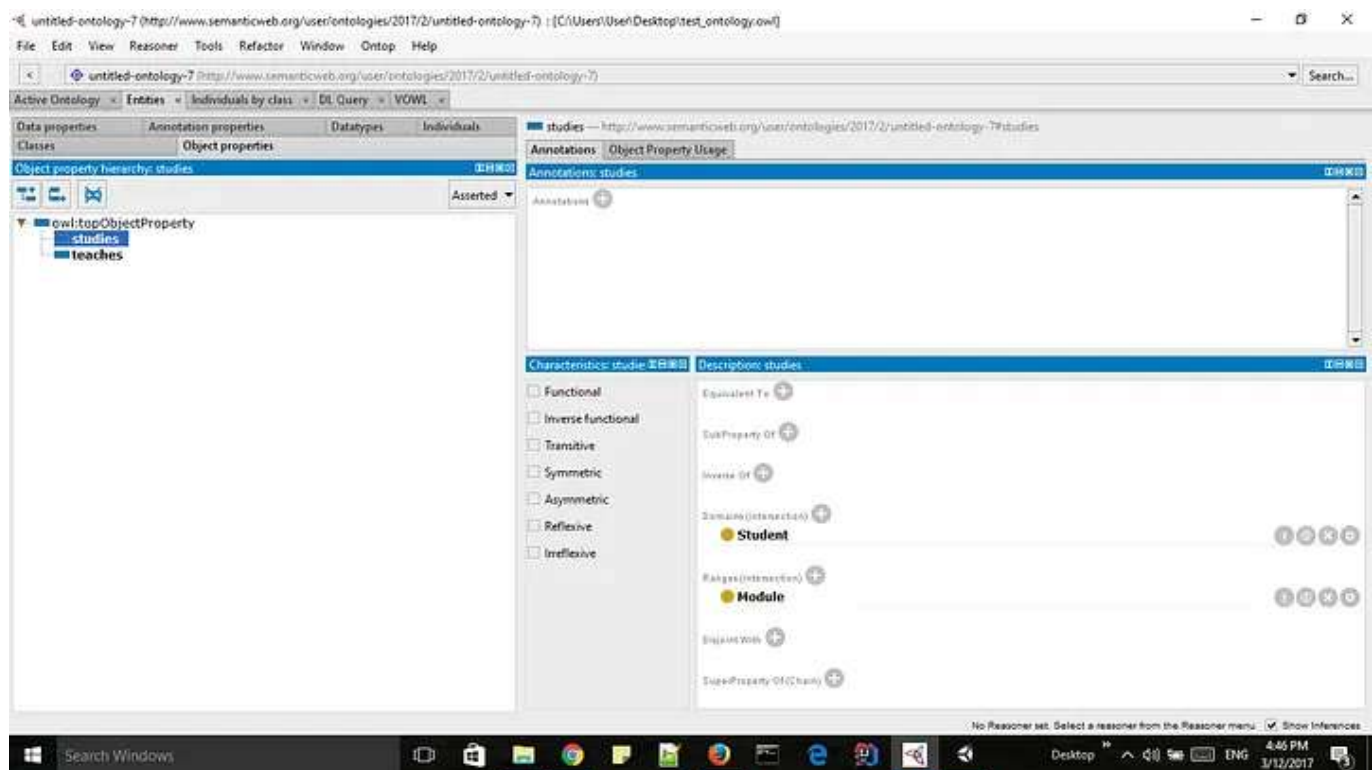 untitled-ontology-7 (http://www.semanticweb.org/user/ontologies/2017/2/untitled-ontology-7) : [C:\Users\User\Desktop\test_ontology.owl]
File Edit View Reasoner Tools Refactor Window Ontop Help
< untitled-ontology-7 (http://www.semanticweb.org/user/ontologies/2017/2/untitled-ontology-7) Search...
Active Ontology × Entities × Individuals by class × DL Query × VOWL ×
Data properties Annotation properties Datatypes Individuals
Classes Object properties
studies — http://www.semanticweb.org/user/ontologies/2017/2/untitled-ontology-7#studies
Annotations Object Property Usage
Object property hierarchy: studies
Annotations: studies
Asserted
Annotations
owl:topObjectProperty
studies
teaches
Characteristics: studie
Description: studies
Functional
Inverse functional
Transitive
Symmetric
Asymmetric
Reflexive
Irreflexive
Equivalent To
SubProperty Of
Inverse Of
Domains (intersection)
Student
Ranges (intersection)
Module
Disjoint With
SuperProperty Of (Chain)
No Reasoner set. Select a reasoner from the Reasoner menu Show Inferences
Search Windows
Desktop ENG 4:46 PM
3/12/2017